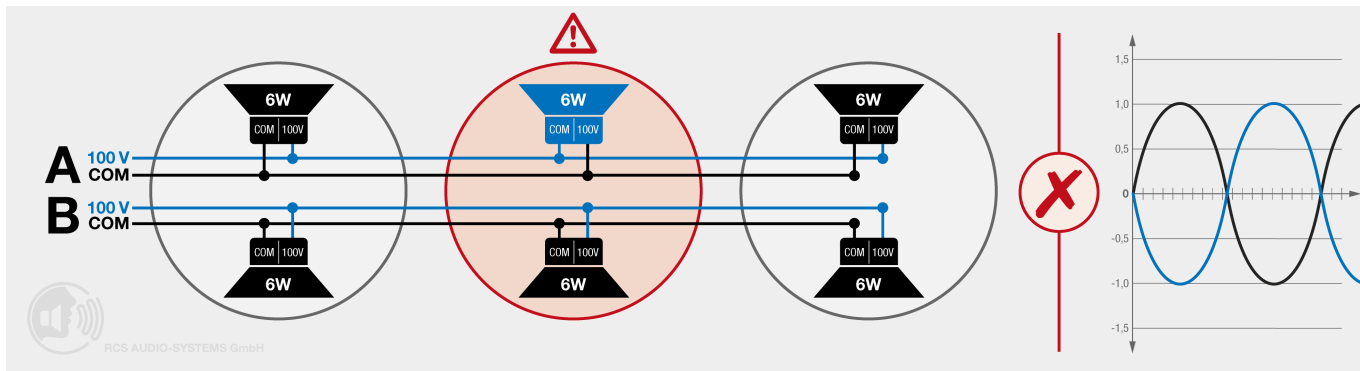 6W
COM 100V
6W
COM 100V
6W
COM 100V
A 100 V
COM
B 100 V
COM
COM 100V
6W
COM 100V
6W
COM 100V
6W
RCS AUDIO-SYSTEMS GmbH
1,5
1,0
0,5
0
-0,5
-1,0
-1,5